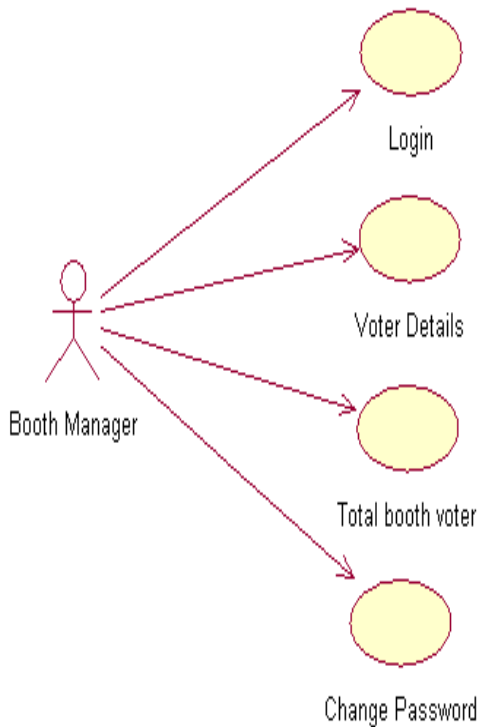 Login
Voter Details
Booth Manager
Total booth voter
Change Password